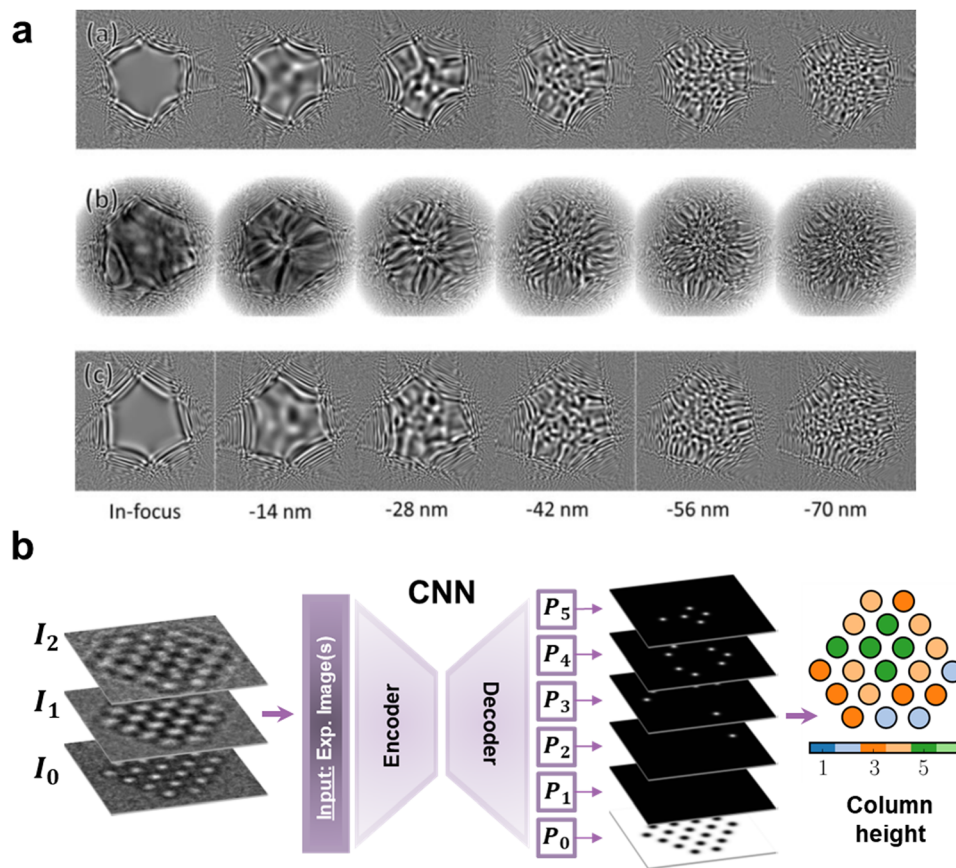 a
(a)
(b)
(c)
In-focus -14 nm -28 nm -42 nm -56 nm -70 nm
b
CNN
I₂
I₁
I₀
Input: Exp. Image(s)
Encoder
Decoder
P₅
P₄
P₃
P₂
P₁
P₀
1 3 5
Column
height